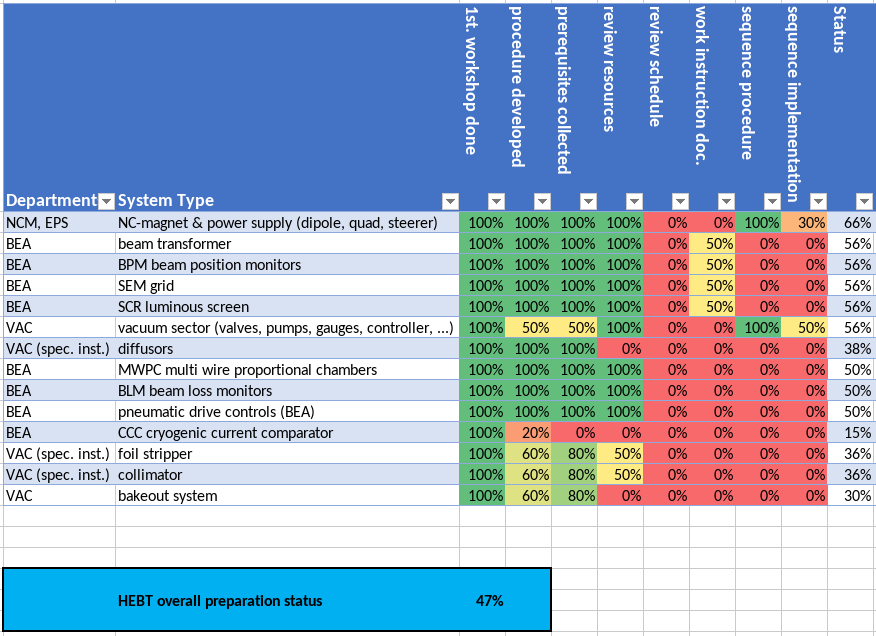 Department System Type 1st. workshop done procedure developed prerequisites collected review resources review schedule work instruction doc. sequence procedure sequence implementation Status
NCM, EPS NC-magnet & power supply (dipole, quad, steerer) 100% 100% 100% 100% 0% 0% 100% 30% 66%
BEA beam transformer 100% 100% 100% 100% 0% 50% 0% 0% 56%
BEA BPM beam position monitors 100% 100% 100% 100% 0% 50% 0% 0% 56%
BEA SEM grid 100% 100% 100% 100% 0% 50% 0% 0% 56%
BEA SCR luminous screen 100% 100% 100% 100% 0% 50% 0% 0% 56%
VAC vacuum sector (valves, pumps, gauges, controller, ...) 100% 50% 50% 100% 0% 0% 100% 50% 56%
VAC (spec. inst.) diffusors 100% 100% 100% 0% 0% 0% 0% 0% 38%
BEA MWPC multi wire proportional chambers 100% 100% 100% 100% 0% 0% 0% 0% 50%
BEA BLM beam loss monitors 100% 100% 100% 100% 0% 0% 0% 0% 50%
BEA pneumatic drive controls (BEA) 100% 100% 100% 100% 0% 0% 0% 0% 50%
BEA CCC cryogenic current comparator 100% 20% 0% 0% 0% 0% 0% 0% 15%
VAC (spec. inst.) foil stripper 100% 60% 80% 50% 0% 0% 0% 0% 36%
VAC (spec. inst.) collimator 100% 60% 80% 50% 0% 0% 0% 0% 36%
VAC bakeout system 100% 60% 80% 0% 0% 0% 0% 0% 30%
HEBT overall preparation status 47%